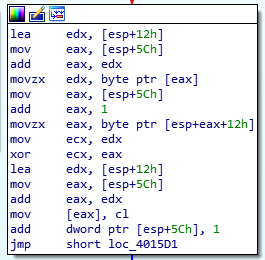 lea     edx, [esp+12h]
mov     eax, [esp+5Ch]
add     eax, edx
movzx   edx, byte ptr [eax]
mov     eax, [esp+5Ch]
add     eax, 1
movzx   eax, byte ptr [esp+eax+12h]
mov     ecx, edx
xor     ecx, eax
lea     edx, [esp+12h]
mov     eax, [esp+5Ch]
add     eax, edx
mov     [eax], cl
add     dword ptr [esp+5Ch], 1
jmp     short loc_4015D1